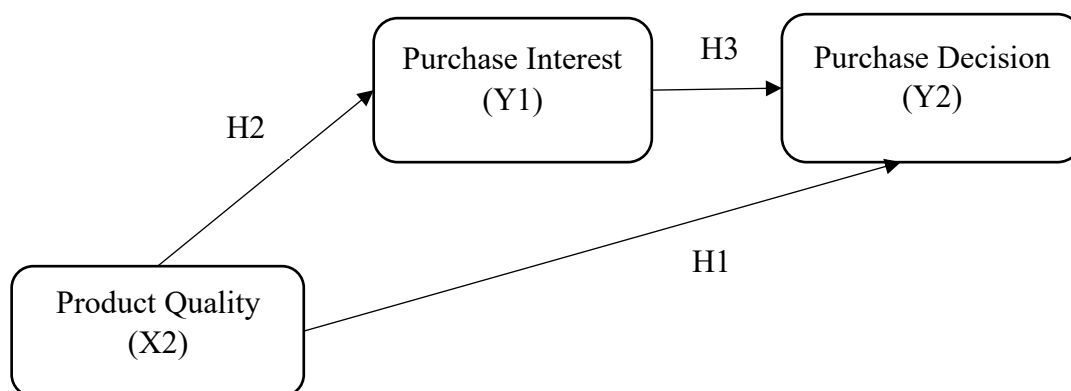 Purchase Interest
(Y1)
H3
Purchase Decision
(Y2)
H2
H1
Product Quality
(X2)